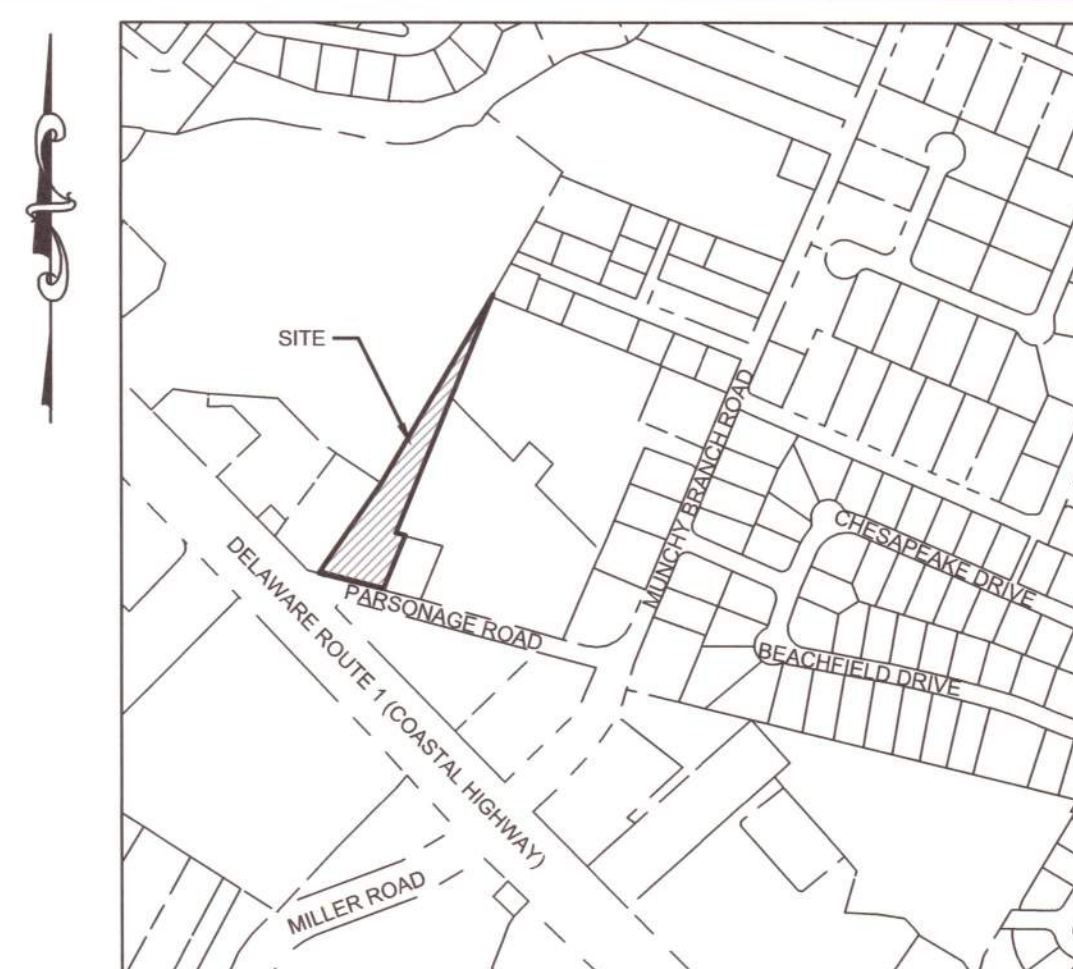 SITE
MUNCHY BRANCH ROAD
CHESAPEAKE DRIVE
DELAWARE ROUTE 1 (COASTAL HIGHWAY)
PARSONAGE ROAD
BEACHFIELD DRIVE
MILLER ROAD